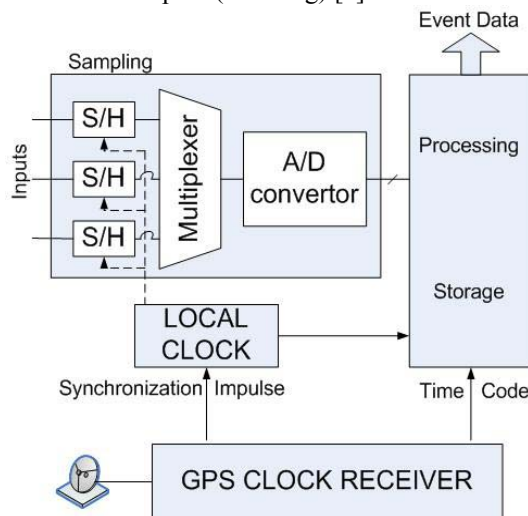 Event Data
Sampling
S/H
S/H
S/H
Inputs
Multiplexer
A/D
convertor
Processing
Storage
LOCAL
CLOCK
Synchronization Impulse
Time Code
GPS CLOCK RECEIVER